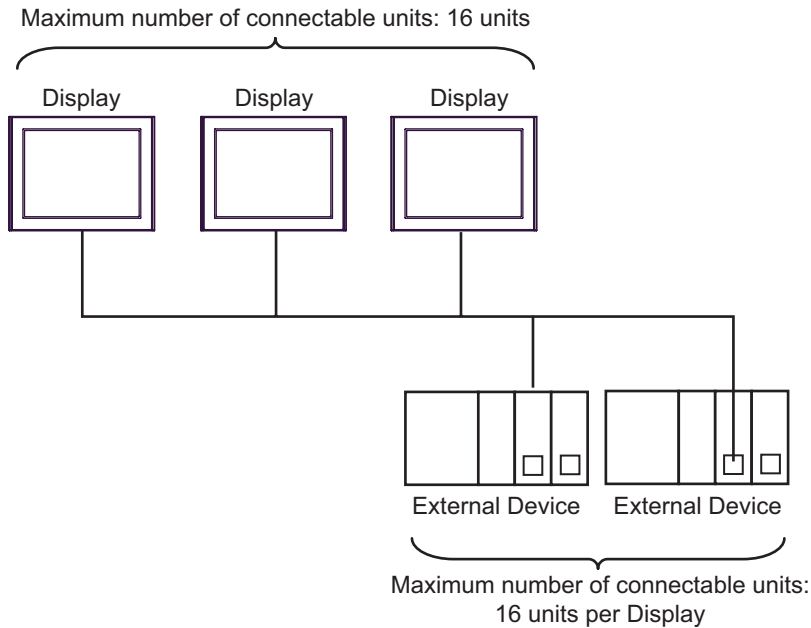 Maximum number of connectable units: 16 units
Display
Display
Display
External Device
External Device
Maximum number of connectable units:
16 units per Display